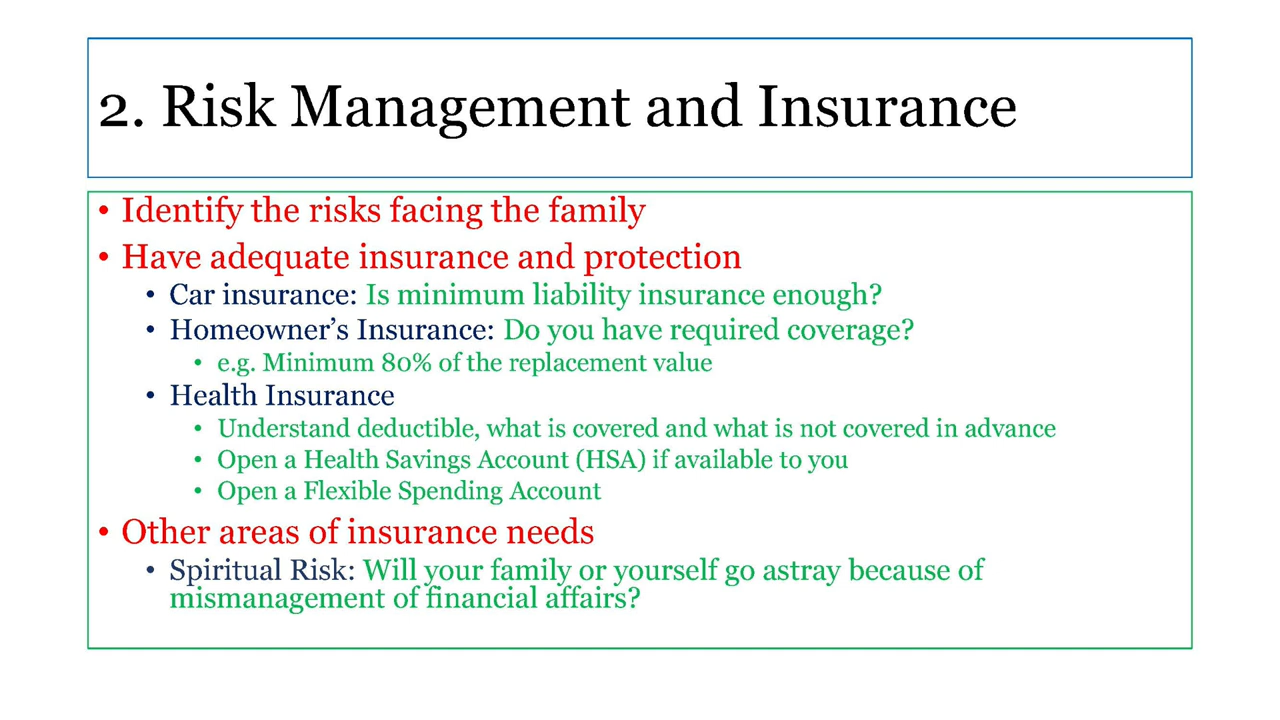 2. Risk Management and Insurance
• Identify the risks facing the family
• Have adequate insurance and protection
• Car insurance: Is minimum liability insurance enough?
• Homeowner’s Insurance: Do you have required coverage?
• e.g. Minimum 80% of the replacement value
• Health Insurance
• Understand deductible, what is covered and what is not covered in advance
• Open a Health Savings Account (HSA) if available to you
• Open a Flexible Spending Account
• Other areas of insurance needs
• Spiritual Risk: Will your family or yourself go astray because of
mismanagement of financial affairs?